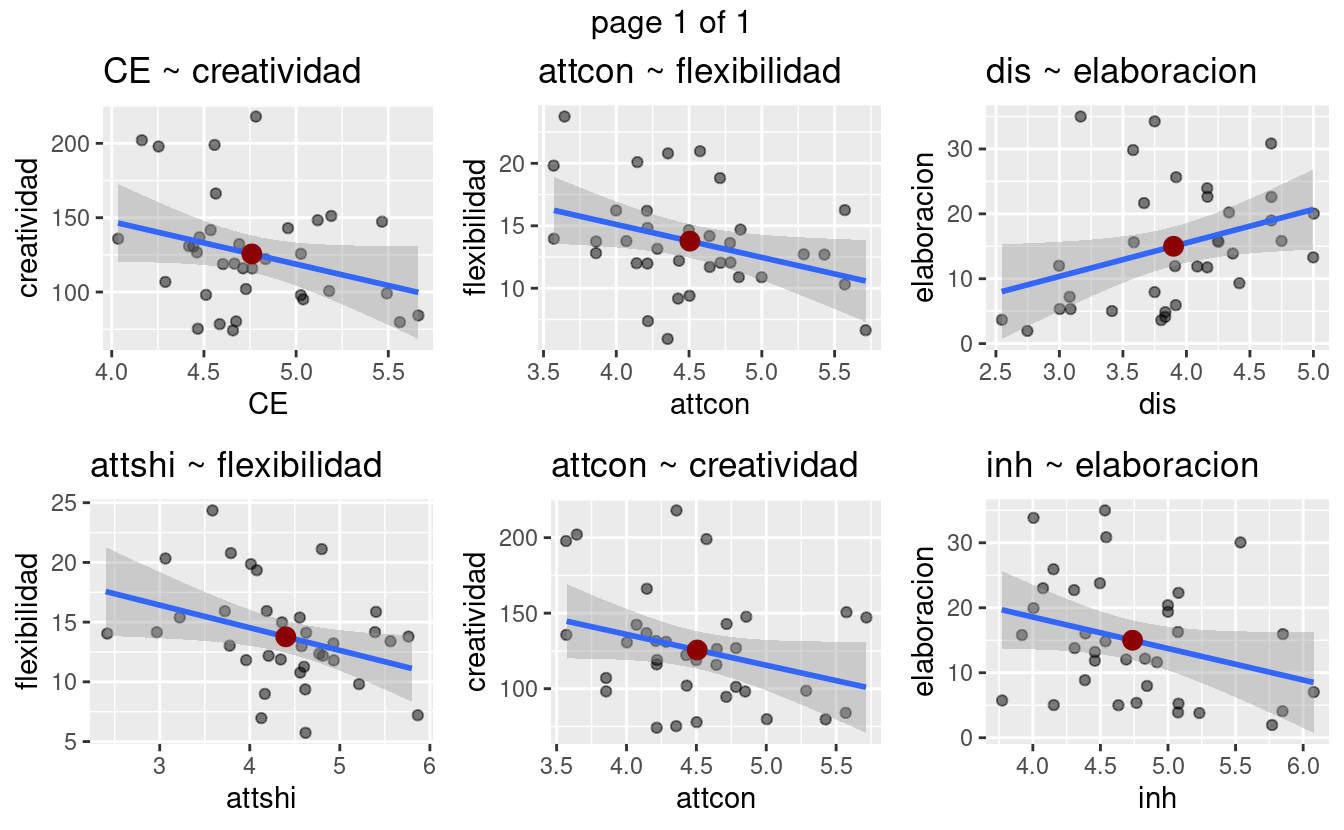 page 1 of 1
CE ~ creatividad
attcon ~ flexibilidad
dis ~ elaboracion
creatividad
200
150
100
4.0 4.5 5.0 5.5
CE
flexibilidad
20
15
10
3.5 4.0 4.5 5.0 5.5
attcon
elaboracion
30
20
10
0
2.5 3.0 3.5 4.0 4.5 5.0
dis
attshi ~ flexibilidad
attcon ~ creatividad
inh ~ elaboracion
flexibilidad
25
20
15
10
5
3 4 5 6
attshi
creatividad
200
150
100
3.5 4.0 4.5 5.0 5.5
attcon
elaboracion
30
20
10
0
4.0 4.5 5.0 5.5 6.0
inh